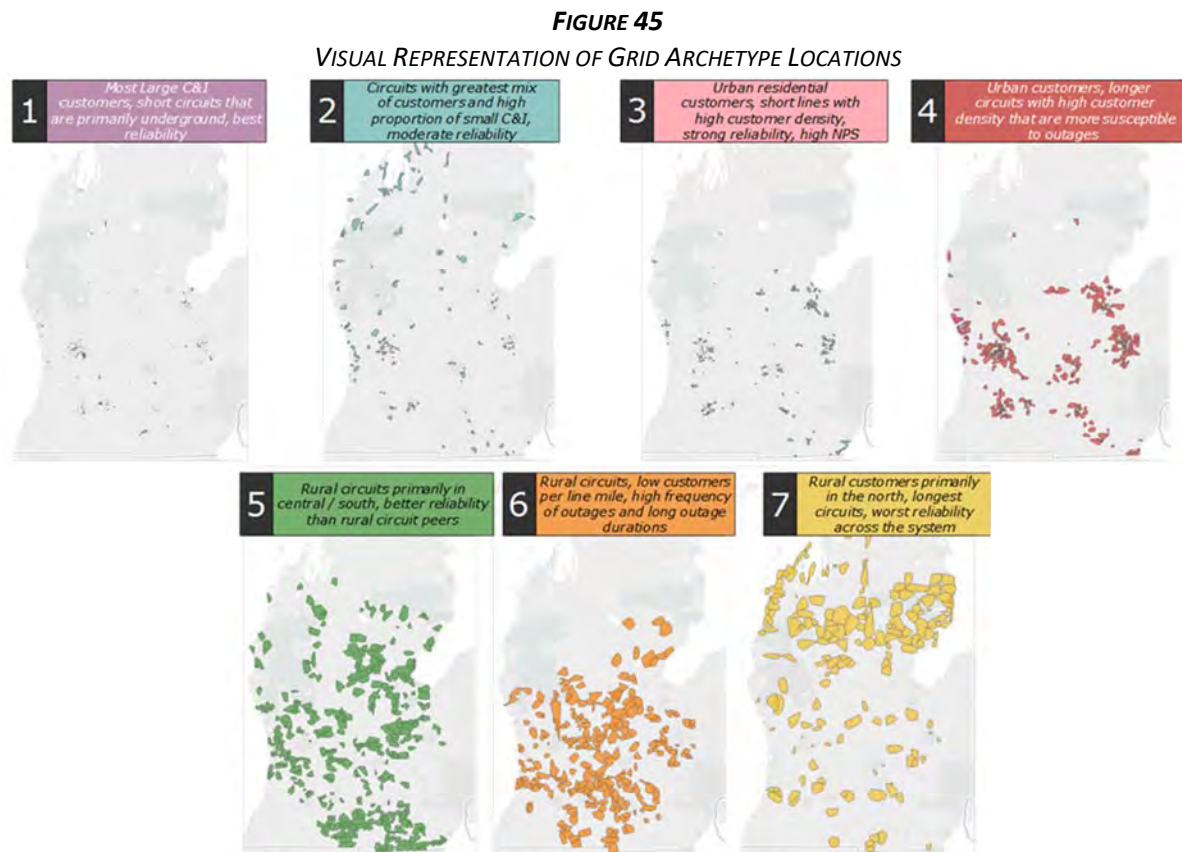 FIGURE 45
VISUAL REPRESENTATION OF GRID ARCHETYPE LOCATIONS
1
Most Large C&I
customers, short circuits that
are primarily underground, best
reliability
2
Circuits with greatest mix
of customers and high
proportion of small C&I,
moderate reliability
3
Urban residential
customers, short lines with
high customer density,
strong reliability, high NPS
4
Urban customers, longer
circuits with high customer
density that are more susceptible
to outages
5
Rural circuits primarily in
central / south, better reliability
than rural circuit peers
6
Rural circuits, low customers
per line mile, high frequency
of outages and long outage
durations
7
Rural customers primarily
in the north, longest
circuits, worst reliability
across the system